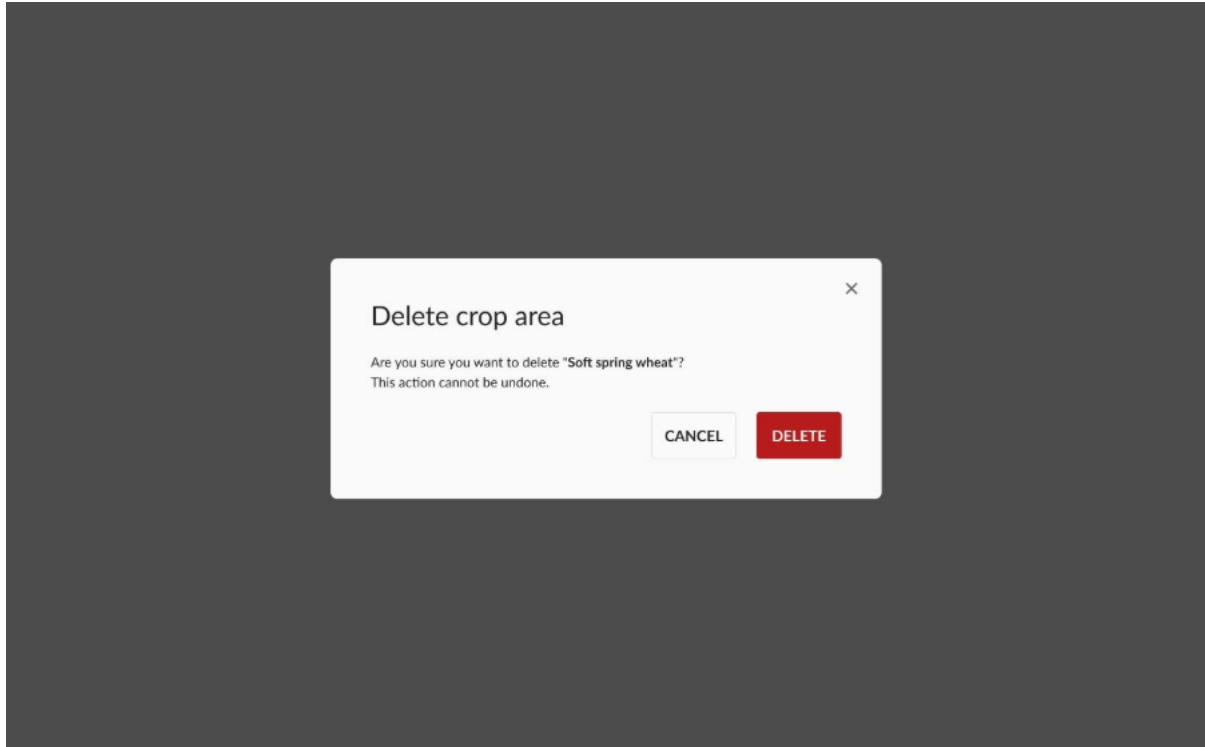 Delete crop area
Are you sure you want to delete "Soft spring wheat"?
This action cannot be undone.
CANCEL DELETE